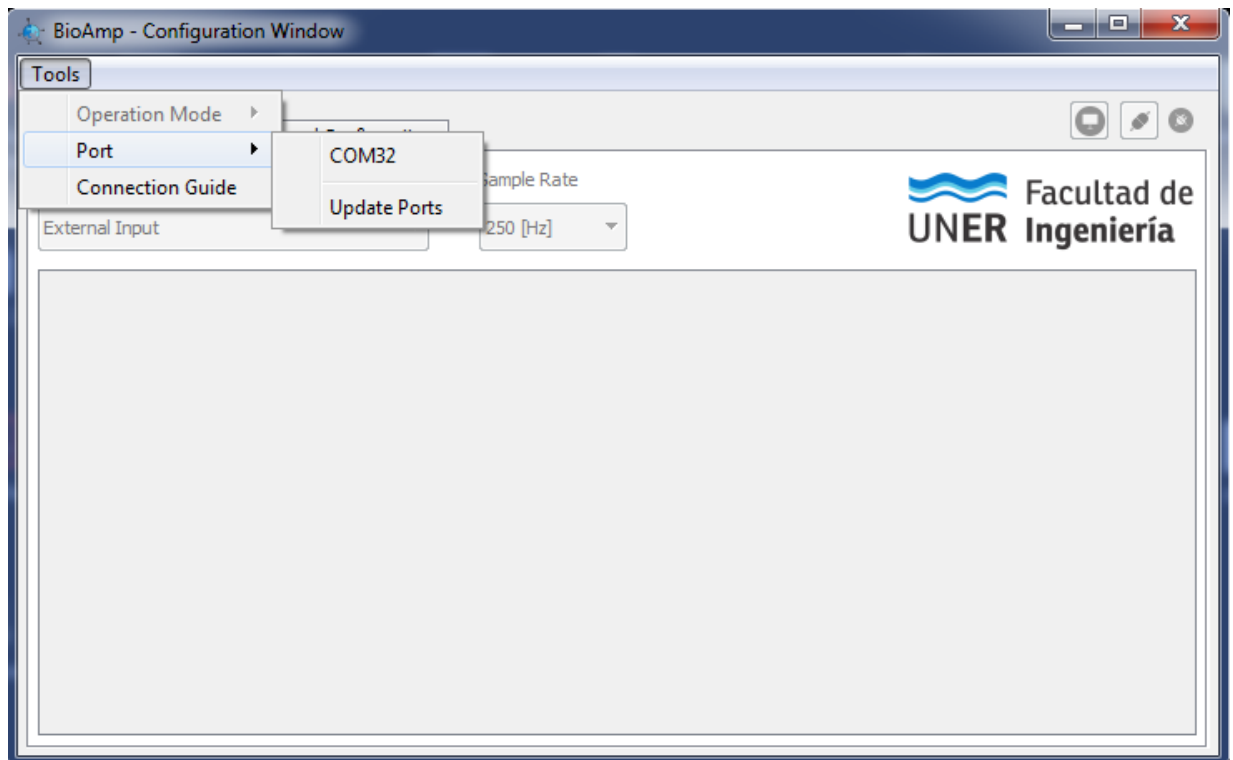 BioAmp - Configuration Window
Tools
Operation Mode
Port
Connection Guide
COM32
Update Ports
Sample Rate
External Input
250 [Hz]
UNER
Facultad de
Ingeniería